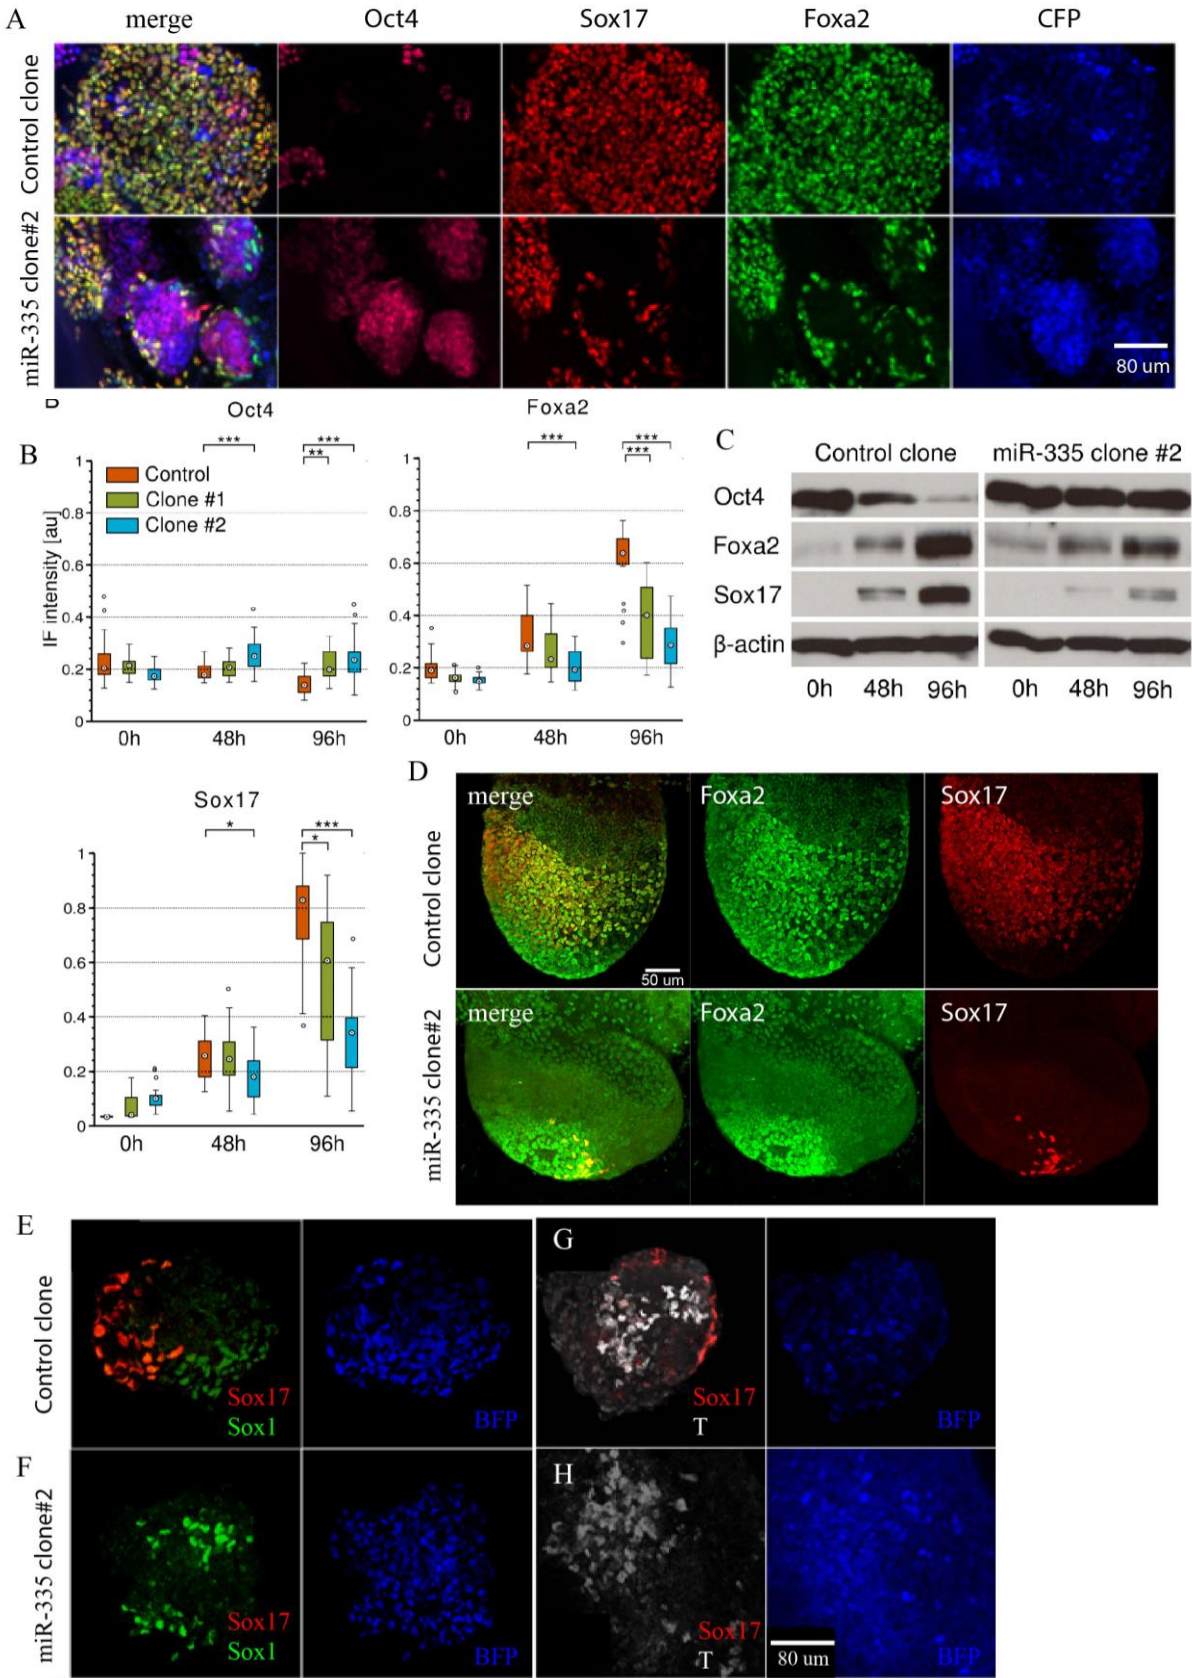 A
merge Oct4 Sox17 Foxa2 CFP
Control clone
miR-335 clone#2
80 um
B
Oct4
Foxa2
*** *** **
*** *** ***
IF intensity [au]
1
0.8
0.6
0.4
0.2
0
Control
Clone #1
Clone #2
0h 48h 96h
1
0.8
0.6
0.4
0.2
0
0h 48h 96h
C
Control clone miR-335 clone #2
Oct4
Foxa2
Sox17
β-actin
0h 48h 96h 0h 48h 96h
Sox17
* *** *
1
0.8
0.6
0.4
0.2
0
0h 48h 96h
D
Control clone
merge Foxa2 Sox17
50 um
miR-335 clone#2
merge Foxa2 Sox17
E
Control clone
Sox17
Sox1
BFP
G
Sox17
T
BFP
F
miR-335 clone#2
Sox17
Sox1
BFP
H
Sox17
T
80 um
BFP